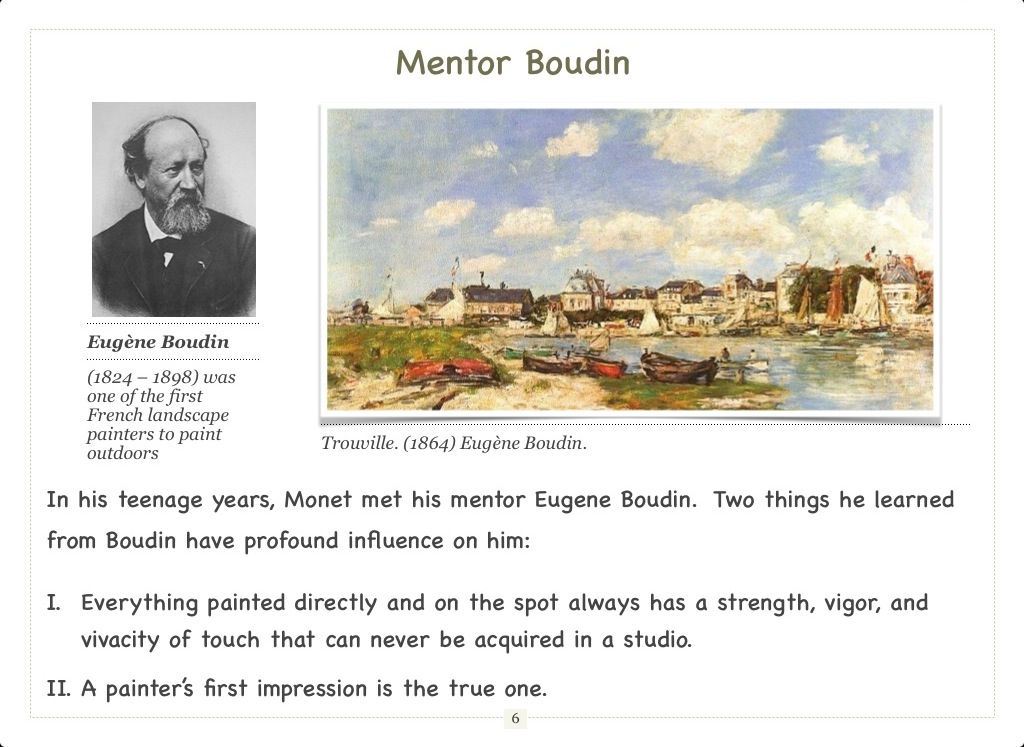 Mentor Boudin
Eugène Boudin
(1824 – 1898) was
one of the first
French landscape
painters to paint
outdoors
Trouville. (1864) Eugène Boudin.
In his teenage years, Monet met his mentor Eugene Boudin.  Two things he learned
from Boudin have profound influence on him:
I. Everything painted directly and on the spot always has a strength, vigor, and
vivacity of touch that can never be acquired in a studio.
II. A painter's first impression is the true one.
6